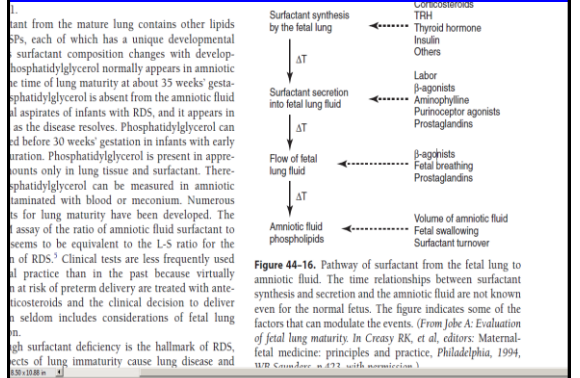 1.
tant from the mature lung contains other lipids
SPs, each of which has a unique developmental
surfactant composition changes with develop-
hosphatidylglycerol normally appears in amniotic
e time of lung maturity at about 35 weeks' gesta-
sphatidylglycerol is absent from the amniotic fluid
al aspirates of infants with RDS, and it appears in
as the disease resolves. Phosphatidylglycerol can
ed before 30 weeks' gestation in infants with early
uration. Phosphatidylglycerol is present in appre-
ounts only in lung tissue and surfactant. There-
sphatidylglycerol can be measured in amniotic
taminated with blood or meconium. Numerous
ts for lung maturity have been developed. The
assay of the ratio of amniotic fluid surfactant to
seems to be equivalent to the L-S ratio for the
n of RDS.5 Clinical tests are less frequently used
al practice than in the past because virtually
n at risk of preterm delivery are treated with ante-
ticosteroids and the clinical decision to deliver
n seldom includes considerations of fetal lung
on.
gh surfactant deficiency is the hallmark of RDS,
ects of lung immaturity cause lung disease and
8.50 x 10.88 in
Surfactant synthesis
by the fetal lung
Corticosteroids
TRH
Thyroid hormone
Insulin
Others
ΔT
Surfactant secretion
into fetal lung fluid
Labor
β-agonists
Aminophylline
Purinoceptor agonists
Prostaglandins
ΔT
Flow of fetal
lung fluid
β-agonists
Fetal breathing
Prostaglandins
ΔT
Amniotic fluid
phospholipids
Volume of amniotic fluid
Fetal swallowing
Surfactant turnover
Figure 44–16. Pathway of surfactant from the fetal lung to
amniotic fluid. The time relationships between surfactant
synthesis and secretion and the amniotic fluid are not known
even for the normal fetus. The figure indicates some of the
factors that can modulate the events. (From Jobe A: Evaluation
of fetal lung maturity. In Creasy RK, et al, editors: Maternal-
fetal medicine: principles and practice, Philadelphia, 1994,
WB Saunders, p 423, with permission.)